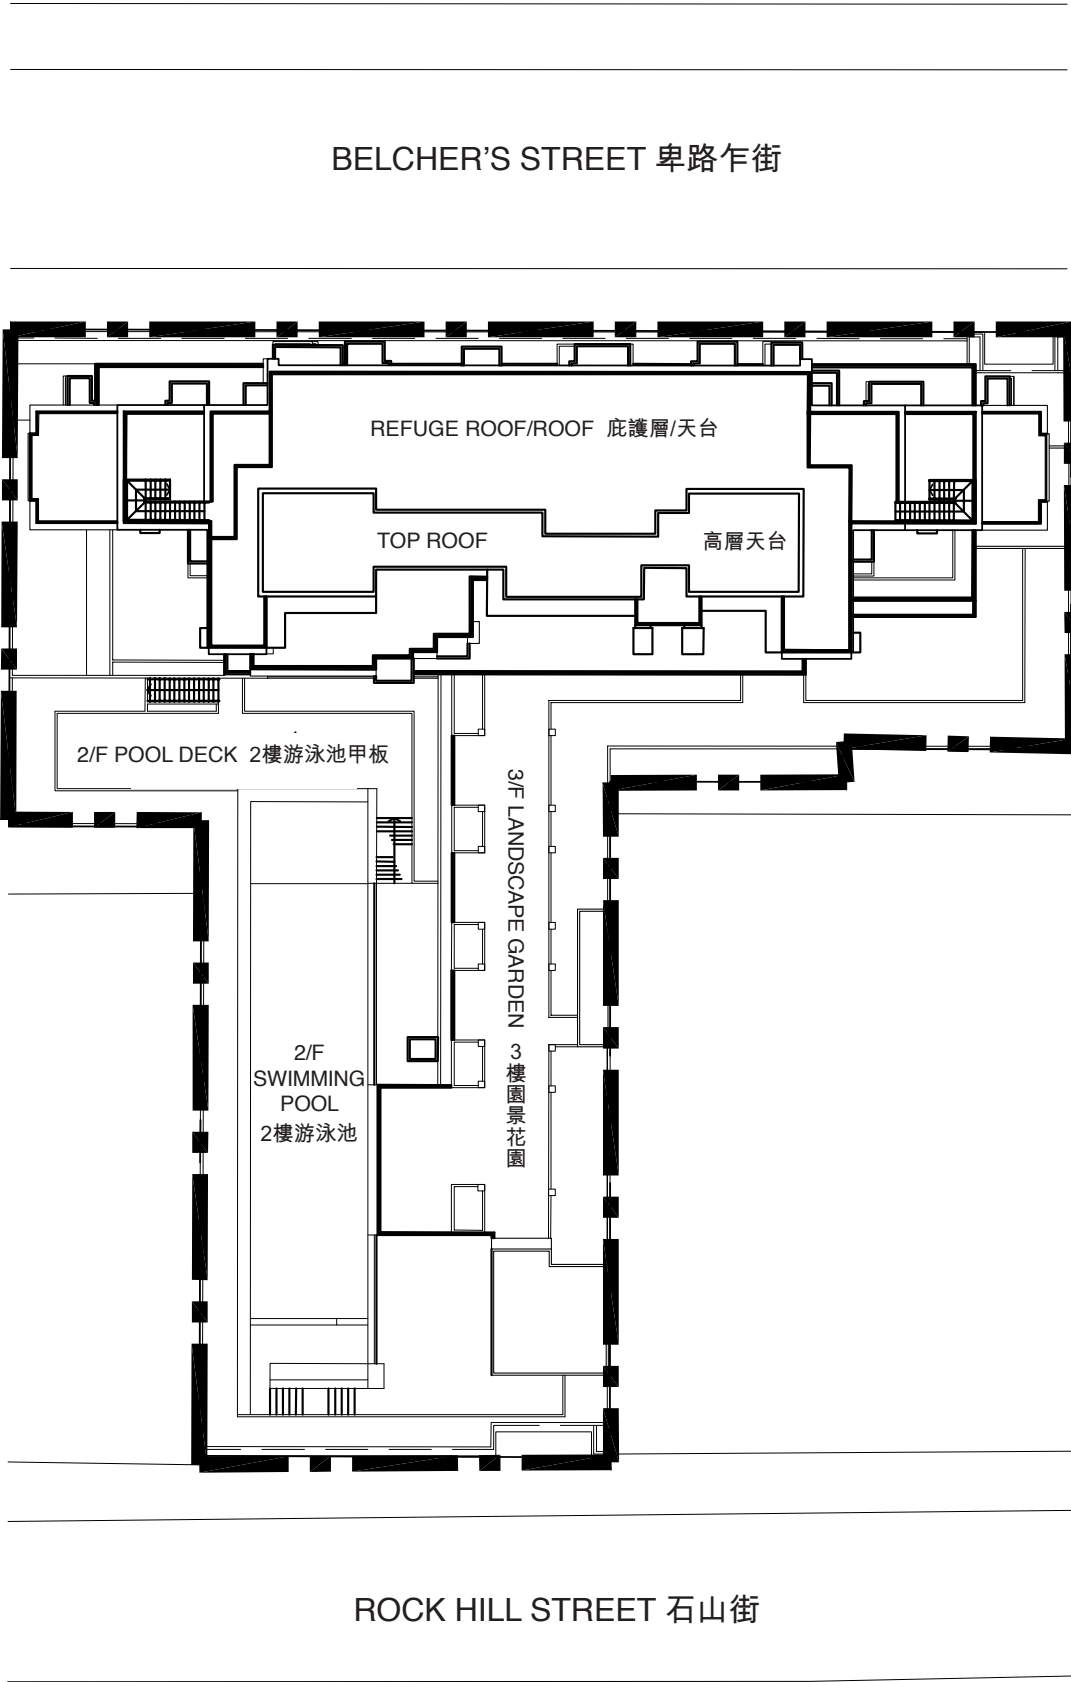 BELCHER'S STREET 卑路乍街
REFUGE ROOF/ROOF 庇護層/天台
TOP ROOF 高層天台
2/F POOL DECK 2樓游泳池甲板
3/F LANDSCAPE GARDEN 3樓園景花園
2/F
SWIMMING
POOL
2樓游泳池
ROCK HILL STREET 石山街